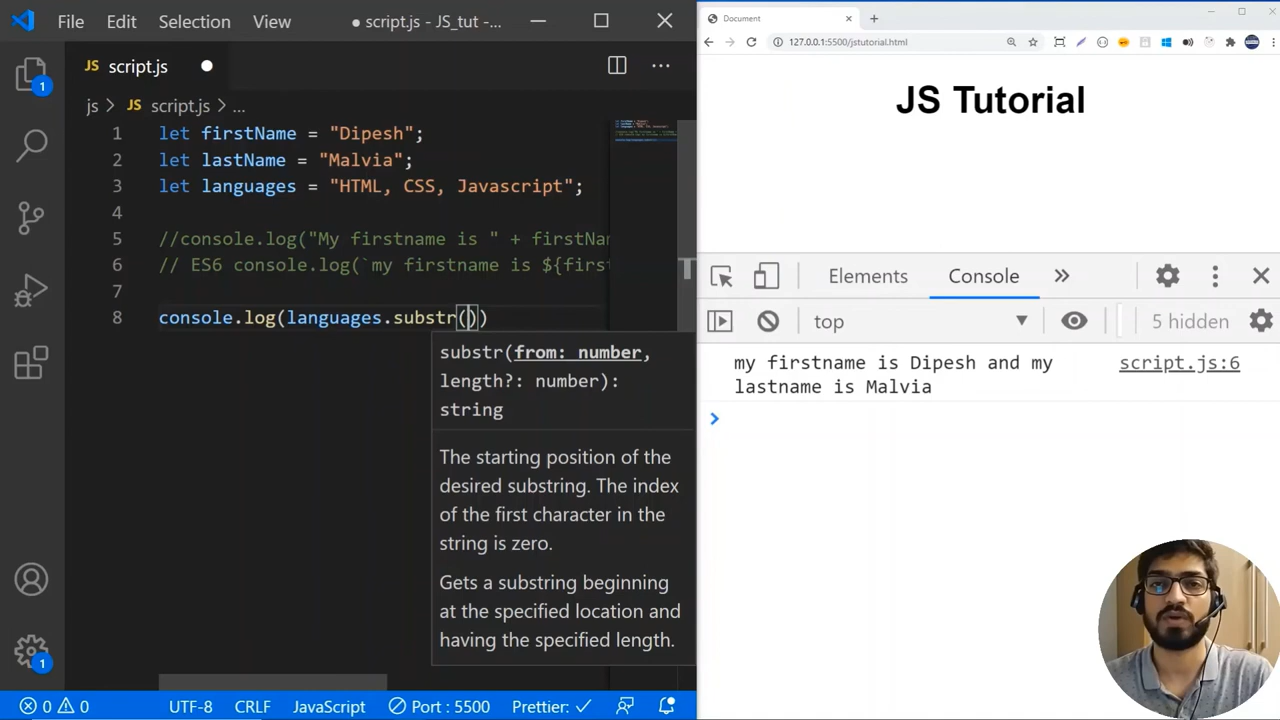 File Edit Selection View ● script.js - JS_tut -...
JS script.js ●
js > JS script.js > ...
1 let firstName = "Dipesh";
2 let lastName = "Malvia";
3 let languages = "HTML, CSS, Javascript";
4
5 //console.log("My firstname is " + firstNam
6 // ES6 console.log(`my firstname is ${first
7
8 console.log(languages.substr())
substr(from: number,
length?: number):
string
The starting position of the
desired substring. The index
of the first character in the
string is zero.
Gets a substring beginning
at the specified location and
having the specified length.
1
1
0 0 UTF-8 CRLF JavaScript Port : 5500 Prettier: ✓
Document
127.0.0.1:5500/jstutorial.html
JS Tutorial
Elements Console »
top 5 hidden
my firstname is Dipesh and my script.js:6
lastname is Malvia
>